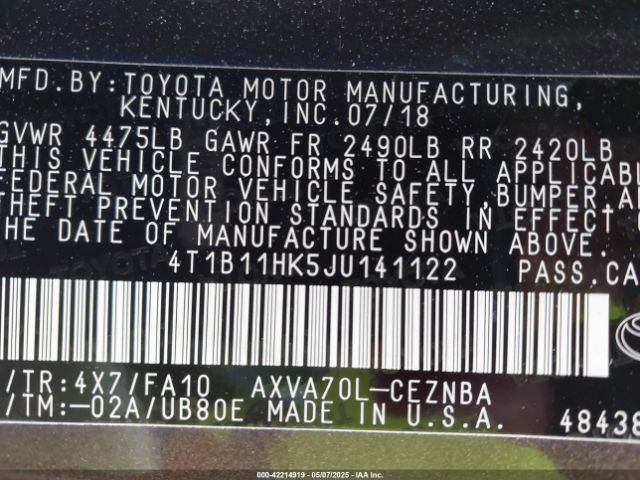 MFD. BY: TOYOTA MOTOR MANUFACTURING,
KENTUCKY, INC. 07/18
GVWR 4475LB GAWR FR 2490LB RR 2420LB
THIS VEHICLE CONFORMS TO ALL APPLICABL
FEDERAL MOTOR VEHICLE SAFETY, BUMPER, A
THEFT PREVENTION STANDARDS IN EFFECT
THE DATE OF MANUFACTURE SHOWN ABOVE.
4T1B11HK5JU141122 PASS.CA
/TR:4X7/FA10 AXVA70L-CEZNBA
/TM:-02A/UB80E MADE IN U.S.A. 48438
000-42214919 | 05/07/2025 | IAA Inc.